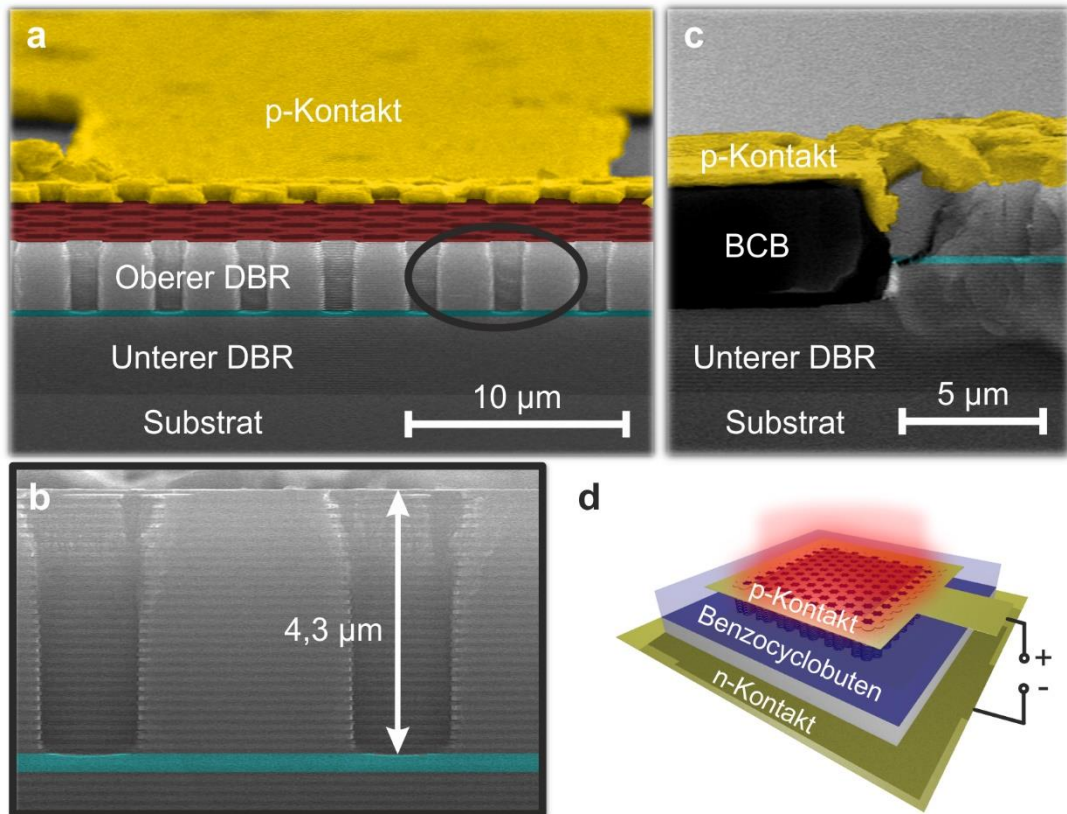 a
p-Kontakt
Oberer DBR
Unterer DBR
10 µm
Substrat
c
p-Kontakt
BCB
Unterer DBR
5 µm
Substrat
b
4,3 µm
d
p-Kontakt
Benzocyclobuten
n-Kontakt
+
-